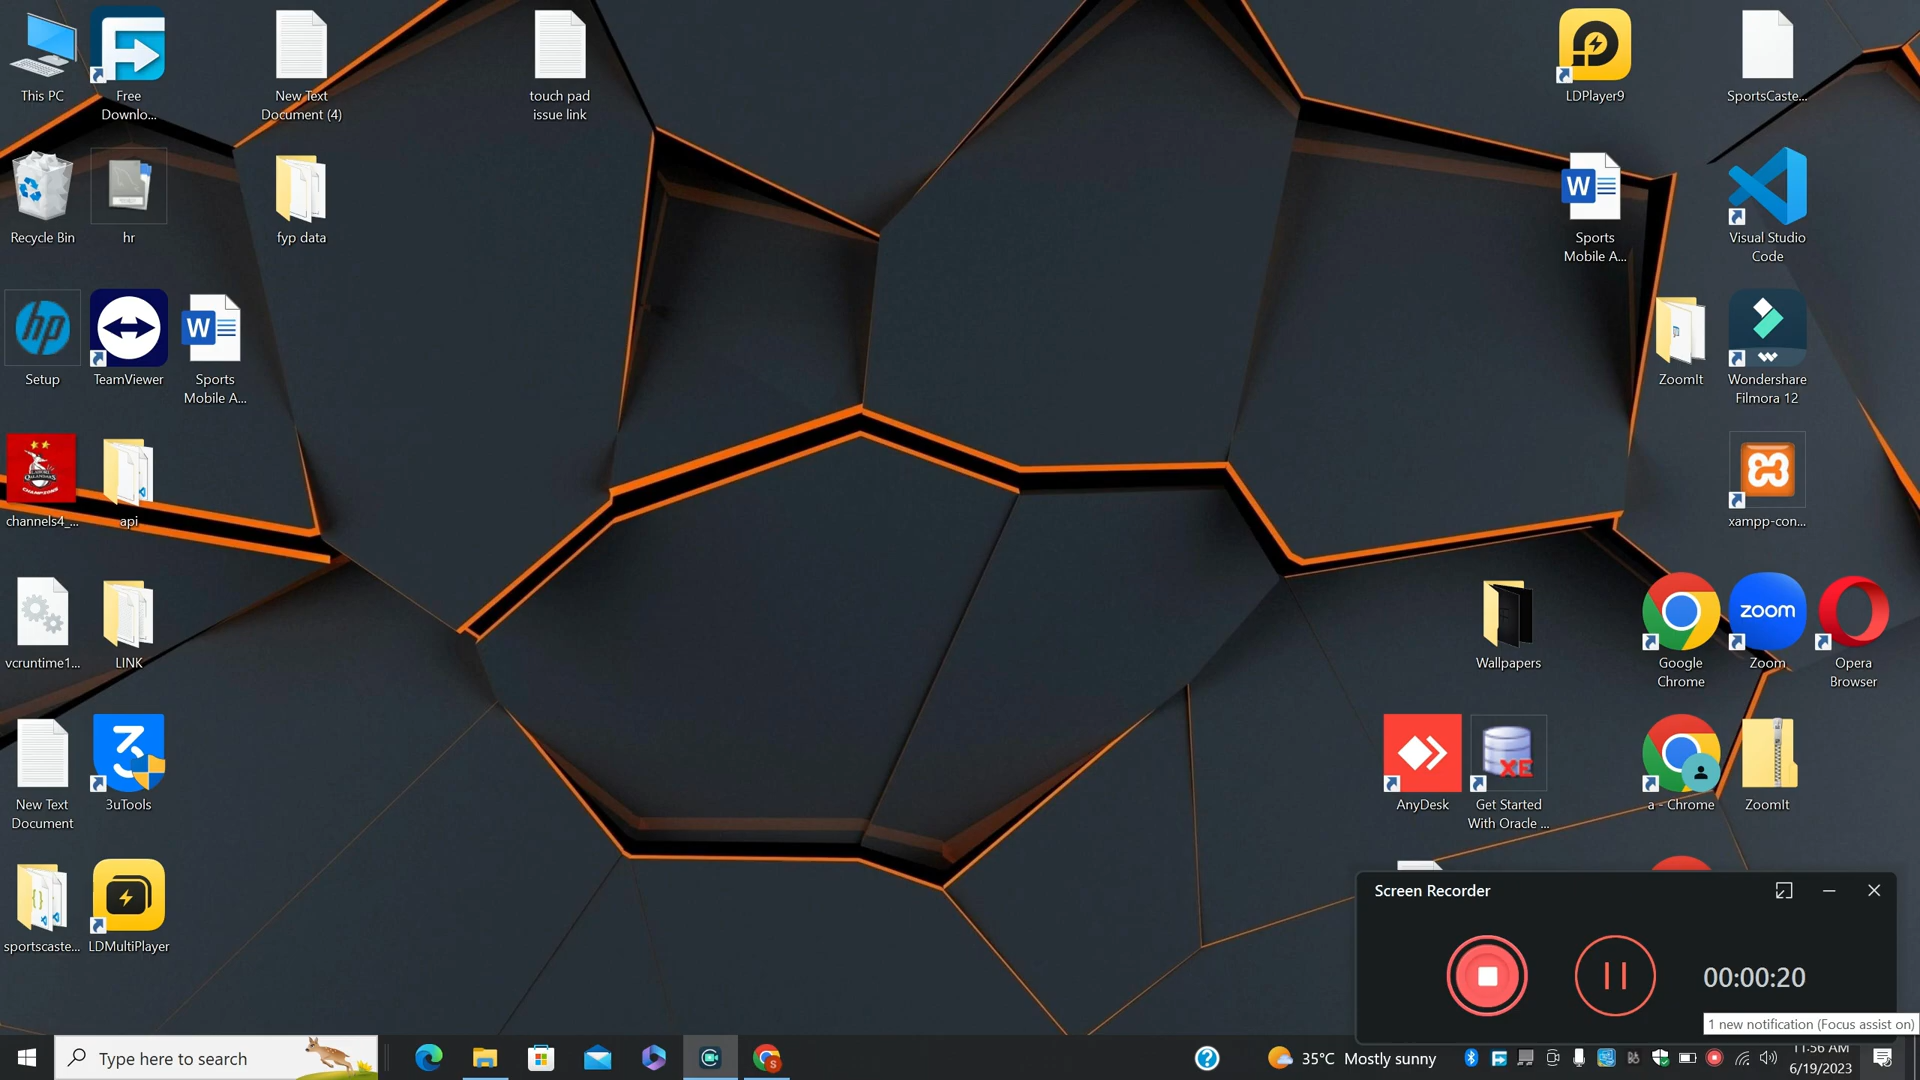 This PC
Free
Downlo...
New Text
Document (4)
touch pad
issue link
LDPlayer9
SportsCaste...
Recycle Bin
hr
fyp data
W
Sports
Mobile A...
Visual Studio
Code
hp
Setup
TeamViewer
W
Sports
Mobile A...
ZoomIt
Wondershare
Filmora 12
channels4_...
api
xampp-con...
vcruntime1...
LINK
Wallpapers
Google
Chrome
zoom
Zoom
Opera
Browser
New Text
Document
3uTools
AnyDesk
XE
Get Started
With Oracle ...
a - Chrome
ZoomIt
sportscaste...
LDMultiPlayer
Screen Recorder
00:00:20
1 new notification (Focus assist on)
Type here to search
35°C Mostly sunny
11:56 AM
6/19/2023